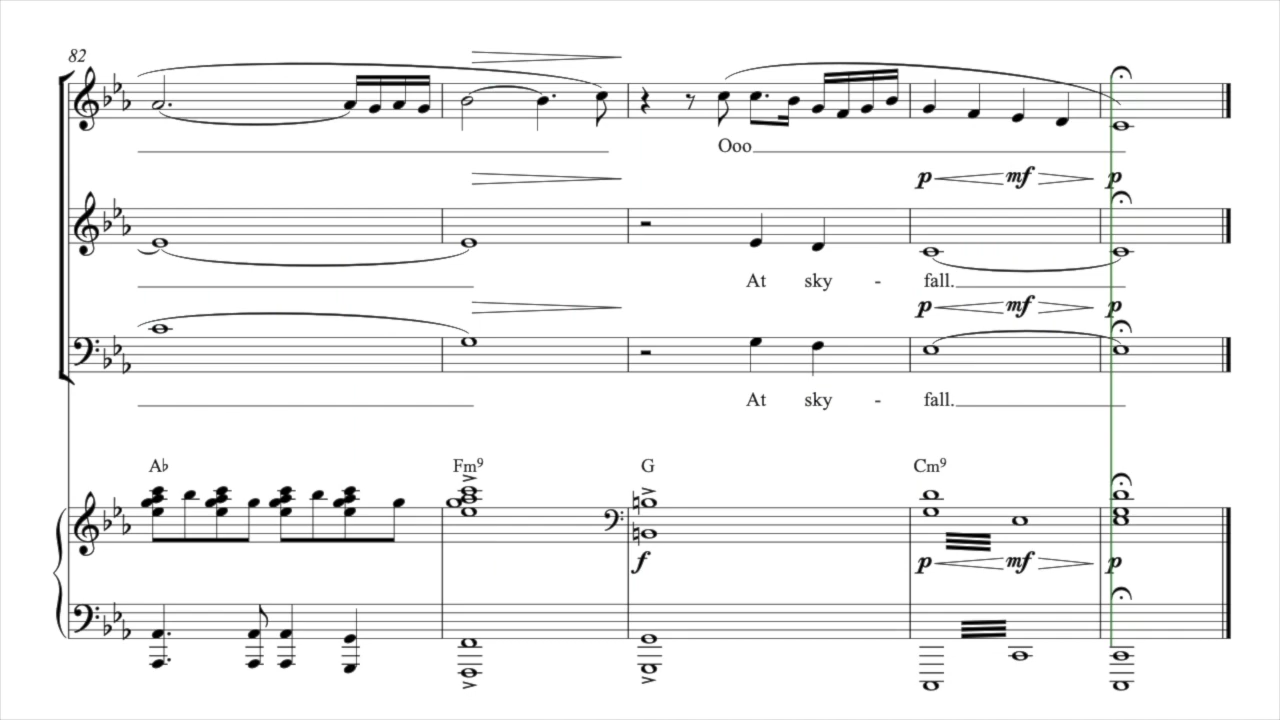 82
Ooo
p mf p
At sky - fall.
p mf p
At sky - fall.
A♭ Fm9 G Cm9
f p mf p